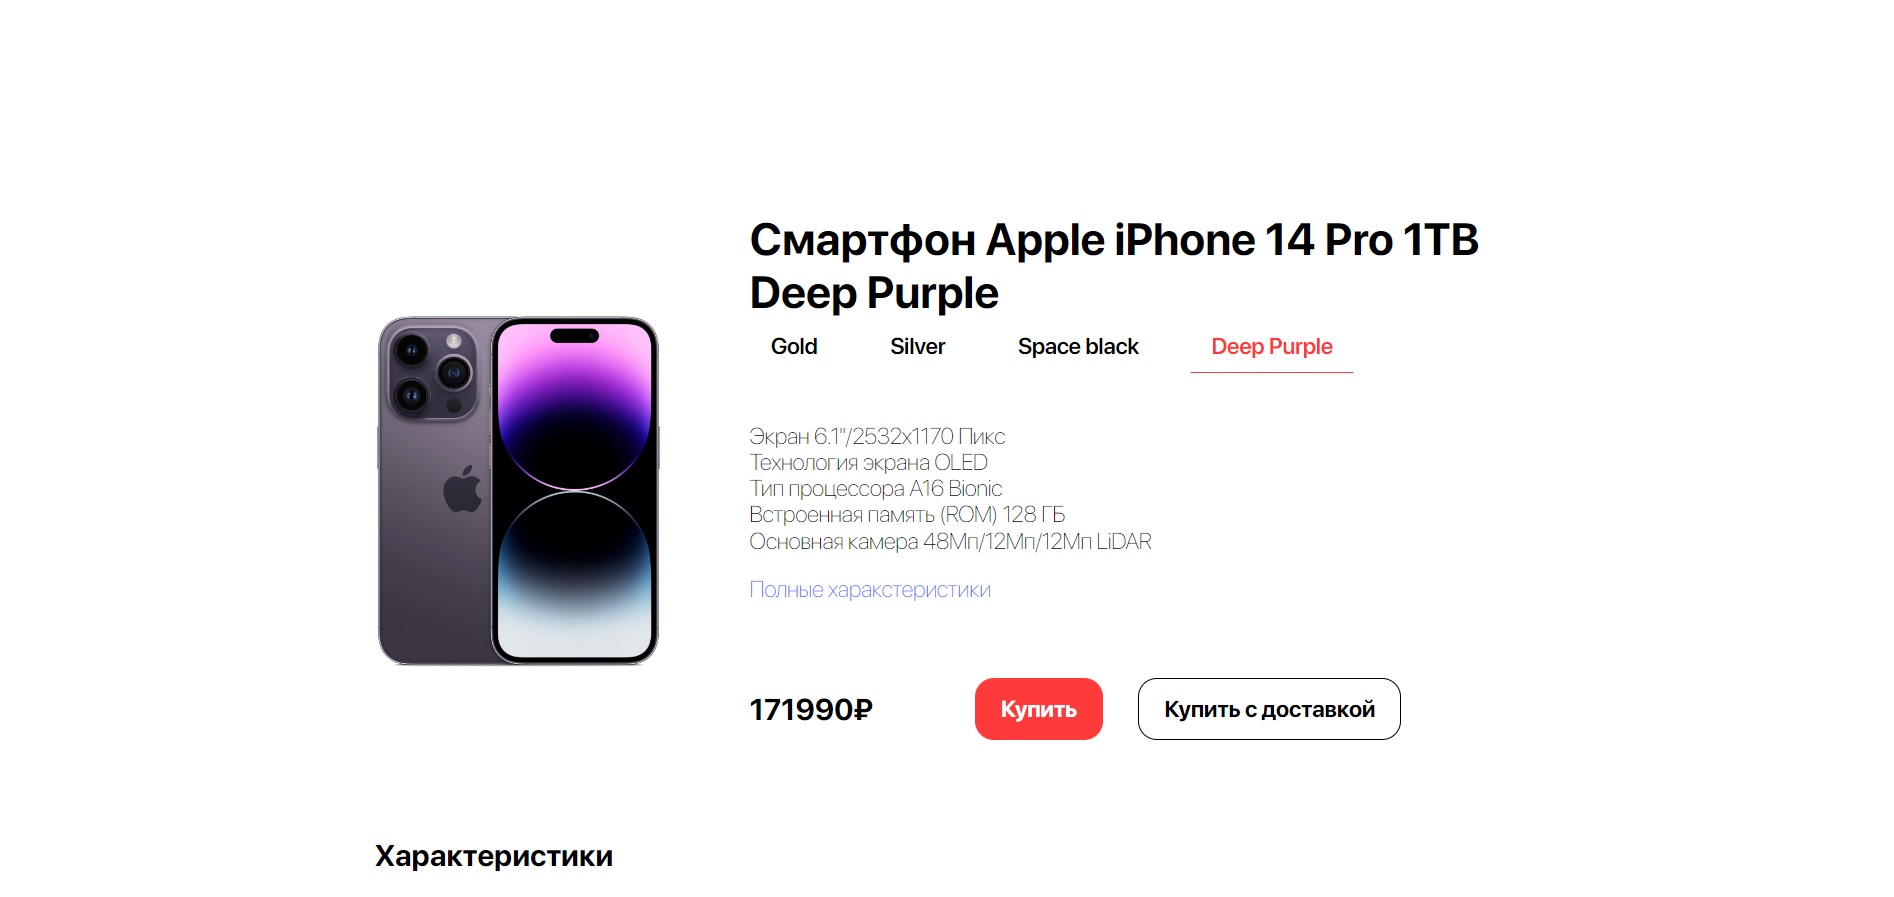 Смартфон Apple iPhone 14 Pro 1TB
Deep Purple
Gold Silver Space black Deep Purple
Экран 6.1"/2532x1170 Пикс
Технология экрана OLED
Тип процессора A16 Bionic
Встроенная память (ROM) 128 ГБ
Основная камера 48Мп/12Мп/12Мп LiDAR
Полные харакстеристики
171990₽ Купить Купить с доставкой
Характеристики